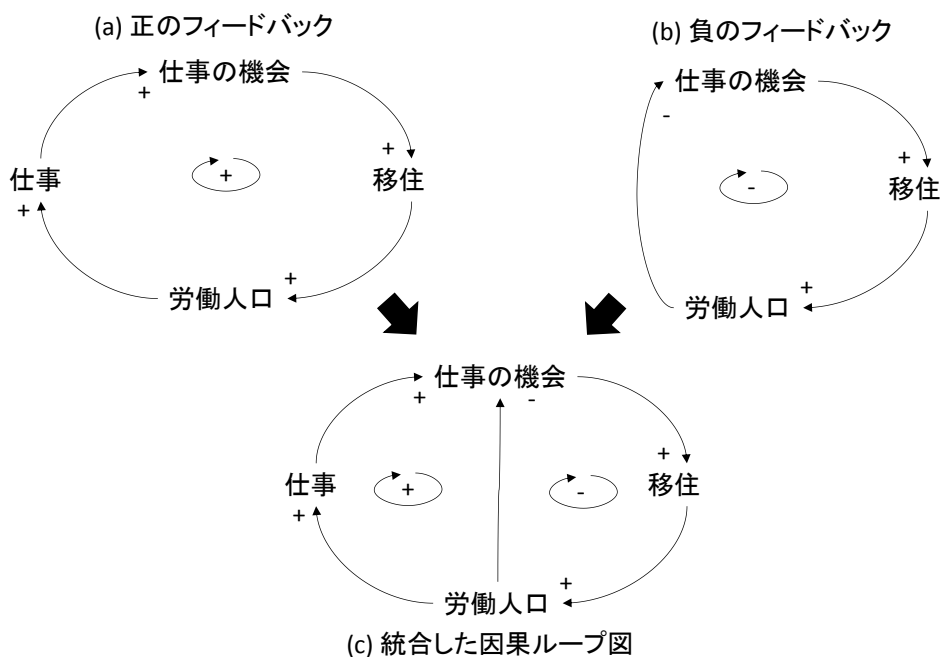 (a) 正のフィードバック
仕事の機会
+
+
移住
仕事
+
+
+
労働人口
(b) 負のフィードバック
仕事の機会
-
+
移住
-
+
労働人口
仕事の機会
+
-
+
移住
仕事
+
+
-
+
労働人口
(c) 統合した因果ループ図